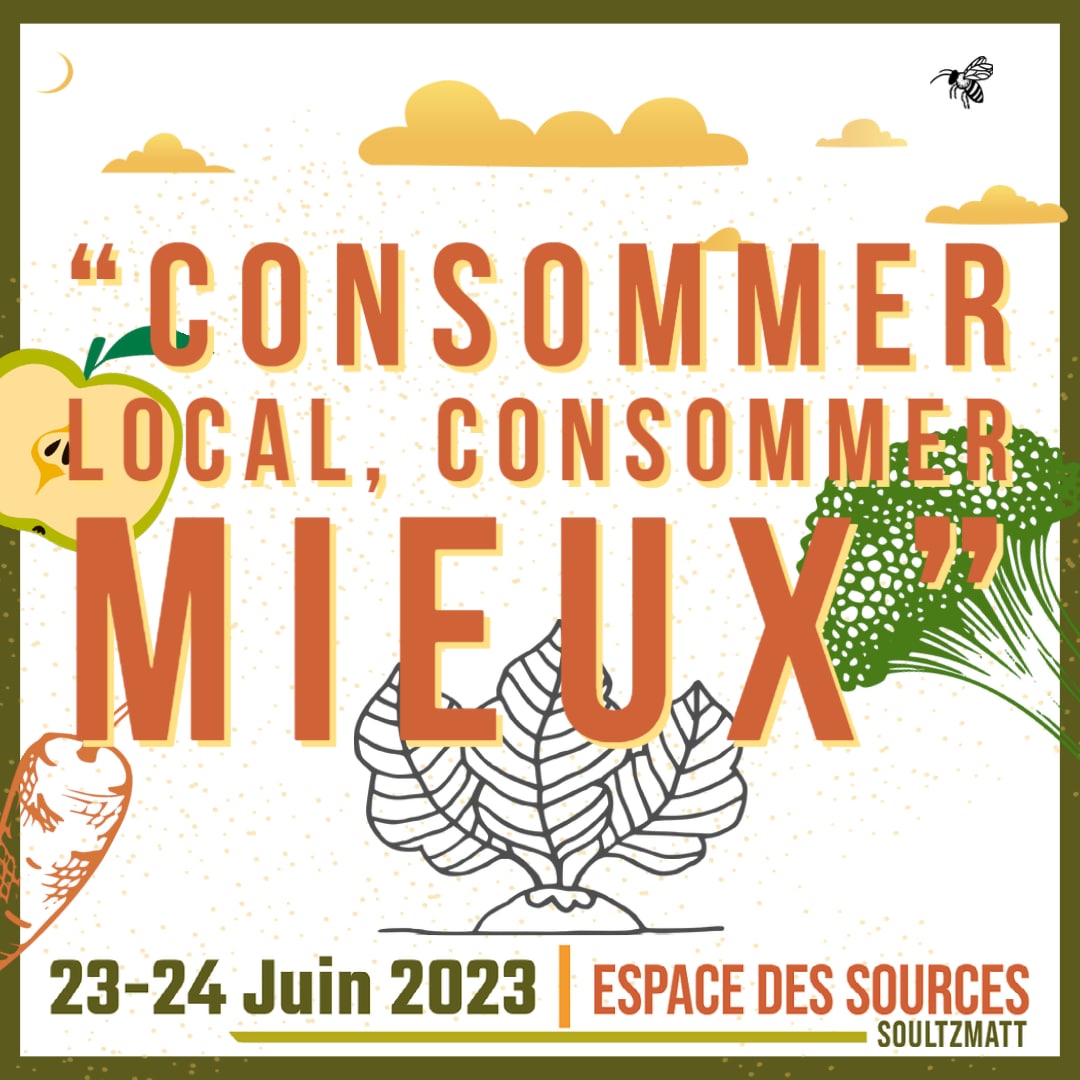 “CONSOMMER
LOCAL, CONSOMMER
MIEUX”
23-24 Juin 2023
ESPACE DES SOURCES
SOULTZMATT